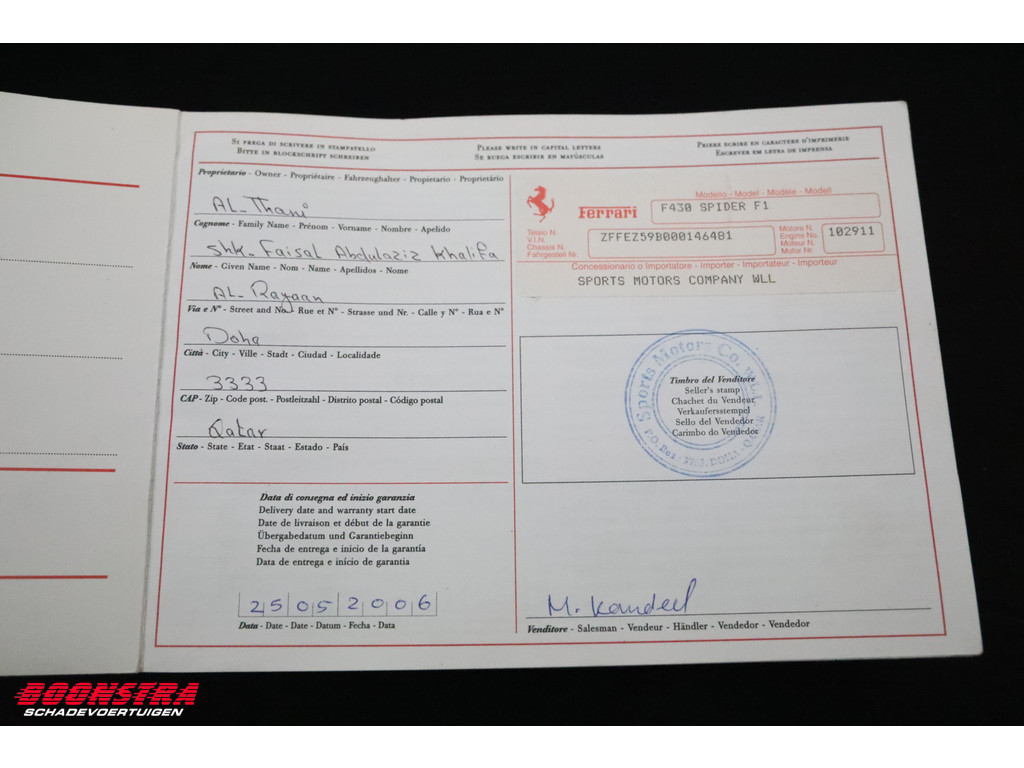 SI PREGA DI SCRIVERE IN STAMPATELLO
BITTE IN BLOCKSCHRIFT SCHREIBEN
PLEASE WRITE IN CAPITAL LETTERS
SE RUEGA ESCRIBIR EN MAYÚSCULAS
PRIERE ECRIRE EN CARACTERE D'IMPRIMERIE
ESCREVER EM LETRA DE IMPRENSA
Proprietario - Owner - Propriétaire - Fahrzeughalter - Propietario - Proprietário
AL-Thani
Cognome - Family Name - Prénom - Vorname - Nombre - Apelido
Shk. Faisal Abdulaziz Khalifa
Nome - Given Name - Nom - Name - Apellidos - Nome
AL-Rayaan
Via e N° - Street and No. - Rue et N° - Strasse und Nr. - Calle y N° - Rua e N°
Doha
Città - City - Ville - Stadt - Ciudad - Localidade
3333
CAP - Zip - Code post. - Postleitzahl - Distrito postal - Código postal
Qatar
Stato - State - Etat - Staat - Estado - País
Data di consegna ed inizio garanzia
Delivery date and warranty start date
Date de livraison et début de la garantie
Übergabedatum und Garantiebeginn
Fecha de entrega e inicio de la garantía
Data de entrega e início de garantia
25052006
Data - Date - Date - Datum - Fecha - Data
Modello - Model - Modèle - Modell
Ferrari
F430 SPIDER F1
Telaio N.
V.I.N.
Chassis N.
Fahrgestell Nr.
ZFFEZ59B000146481
Motore N.
Engine No.
Moteur N.
Motor Nr.
102911
Concessionario o Importatore - Importer - Importateur - Importeur
SPORTS MOTORS COMPANY WLL
Sports Motors Co. W.L.L.
P.O. Box DOHA - QATAR
Timbro del Venditore
Seller's stamp
Chachet du Vendeur
Verkaufersstempel
Sello del Vendedor
Carimbo do Vendedor
M. Kandeel
Venditore - Salesman - Vendeur - Händler - Vendedor - Vendedor
BOONSTRA
SCHADEVOERTUIGEN